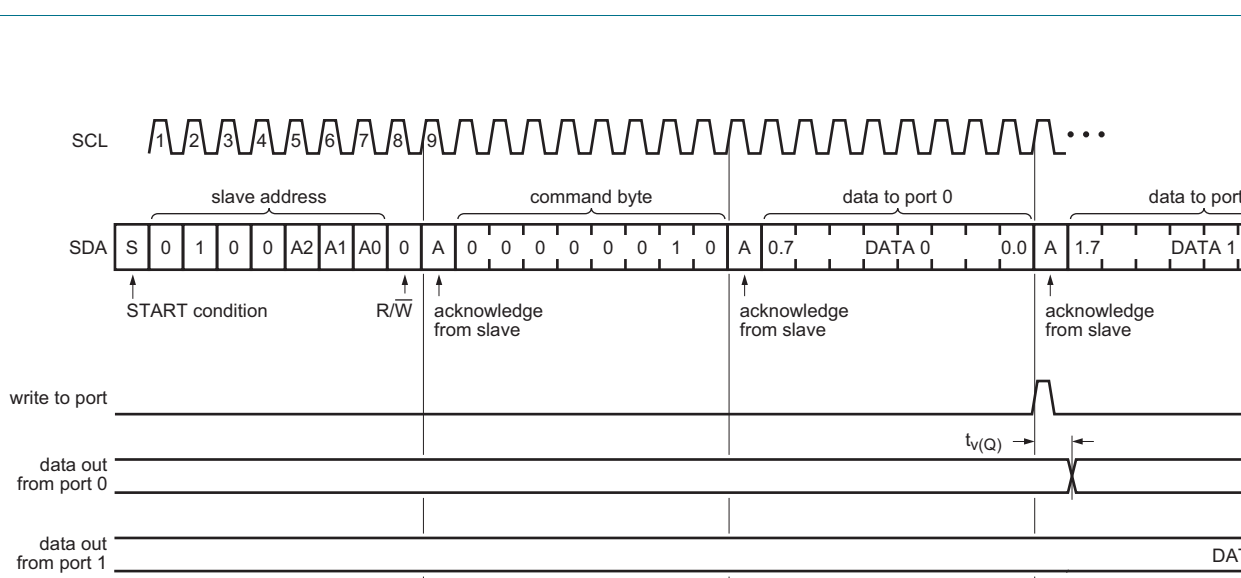 SCL 1 2 3 4 5 6 7 8 9
slave address command byte data to port 0 data to port
SDA S 0 1 0 0 A2 A1 A0 0 A 0 0 0 0 0 0 1 0 A 0.7 DATA 0 0.0 A 1.7 DATA 1
START condition R/W̅ acknowledge acknowledge acknowledge
from slave from slave from slave
write to port
tv(Q)
data out
from port 0
data out
from port 1
DAT